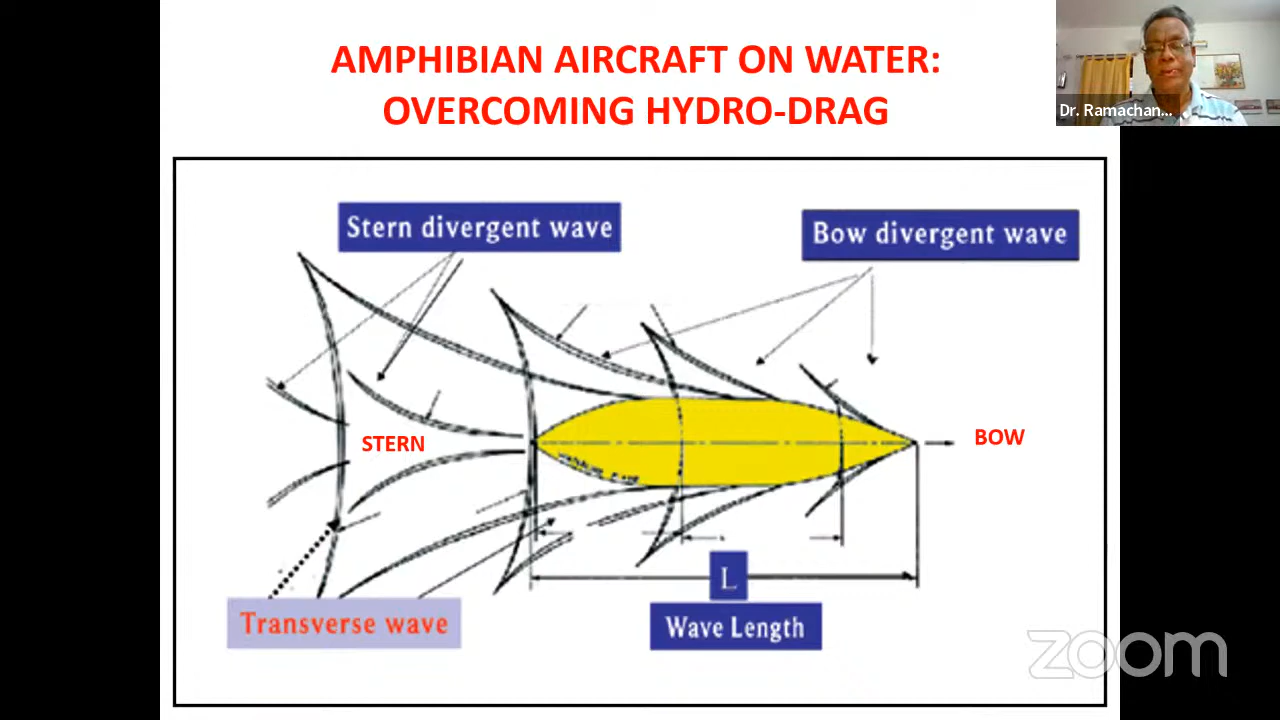 AMPHIBIAN AIRCRAFT ON WATER:
OVERCOMING HYDRO-DRAG
Dr. Ramachan...
Stern divergent wave
Bow divergent wave
STERN
BOW
L
Transverse wave
Wave Length
zoom